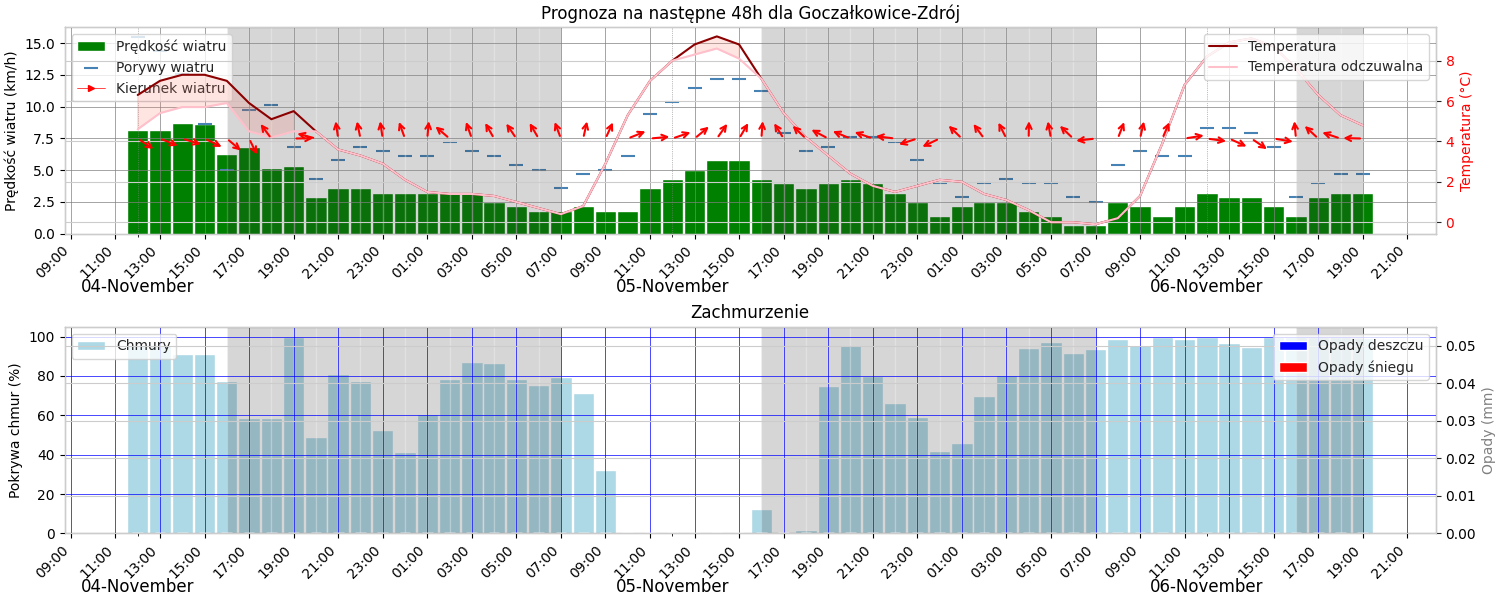 Prognoza na następne 48h dla Goczałkowice-Zdrój
Prędkość wiatru (km/h)
15.0
12.5
10.0
7.5
5.0
2.5
0.0
Prędkość wiatru
Porywy wiatru
Kierunek wiatru
Temperatura
Temperatura odczuwalna
8
6
4
2
0
Temperatura (°C)
09:00 11:00 13:00 15:00 17:00 19:00 21:00 23:00 01:00 03:00 05:00 07:00 09:00 11:00 13:00 15:00 17:00 19:00 21:00 23:00 01:00 03:00 05:00 07:00 09:00 11:00 13:00 15:00 17:00 19:00 21:00
04-November 05-November 06-November
Zachmurzenie
Pokrywa chmur (%)
100
80
60
40
20
0
Chmury
Opady deszczu
Opady śniegu
0.05
0.04
0.03
0.02
0.01
0.00
Opady (mm)
09:00 11:00 13:00 15:00 17:00 19:00 21:00 23:00 01:00 03:00 05:00 07:00 09:00 11:00 13:00 15:00 17:00 19:00 21:00 23:00 01:00 03:00 05:00 07:00 09:00 11:00 13:00 15:00 17:00 19:00 21:00
04-November 05-November 06-November